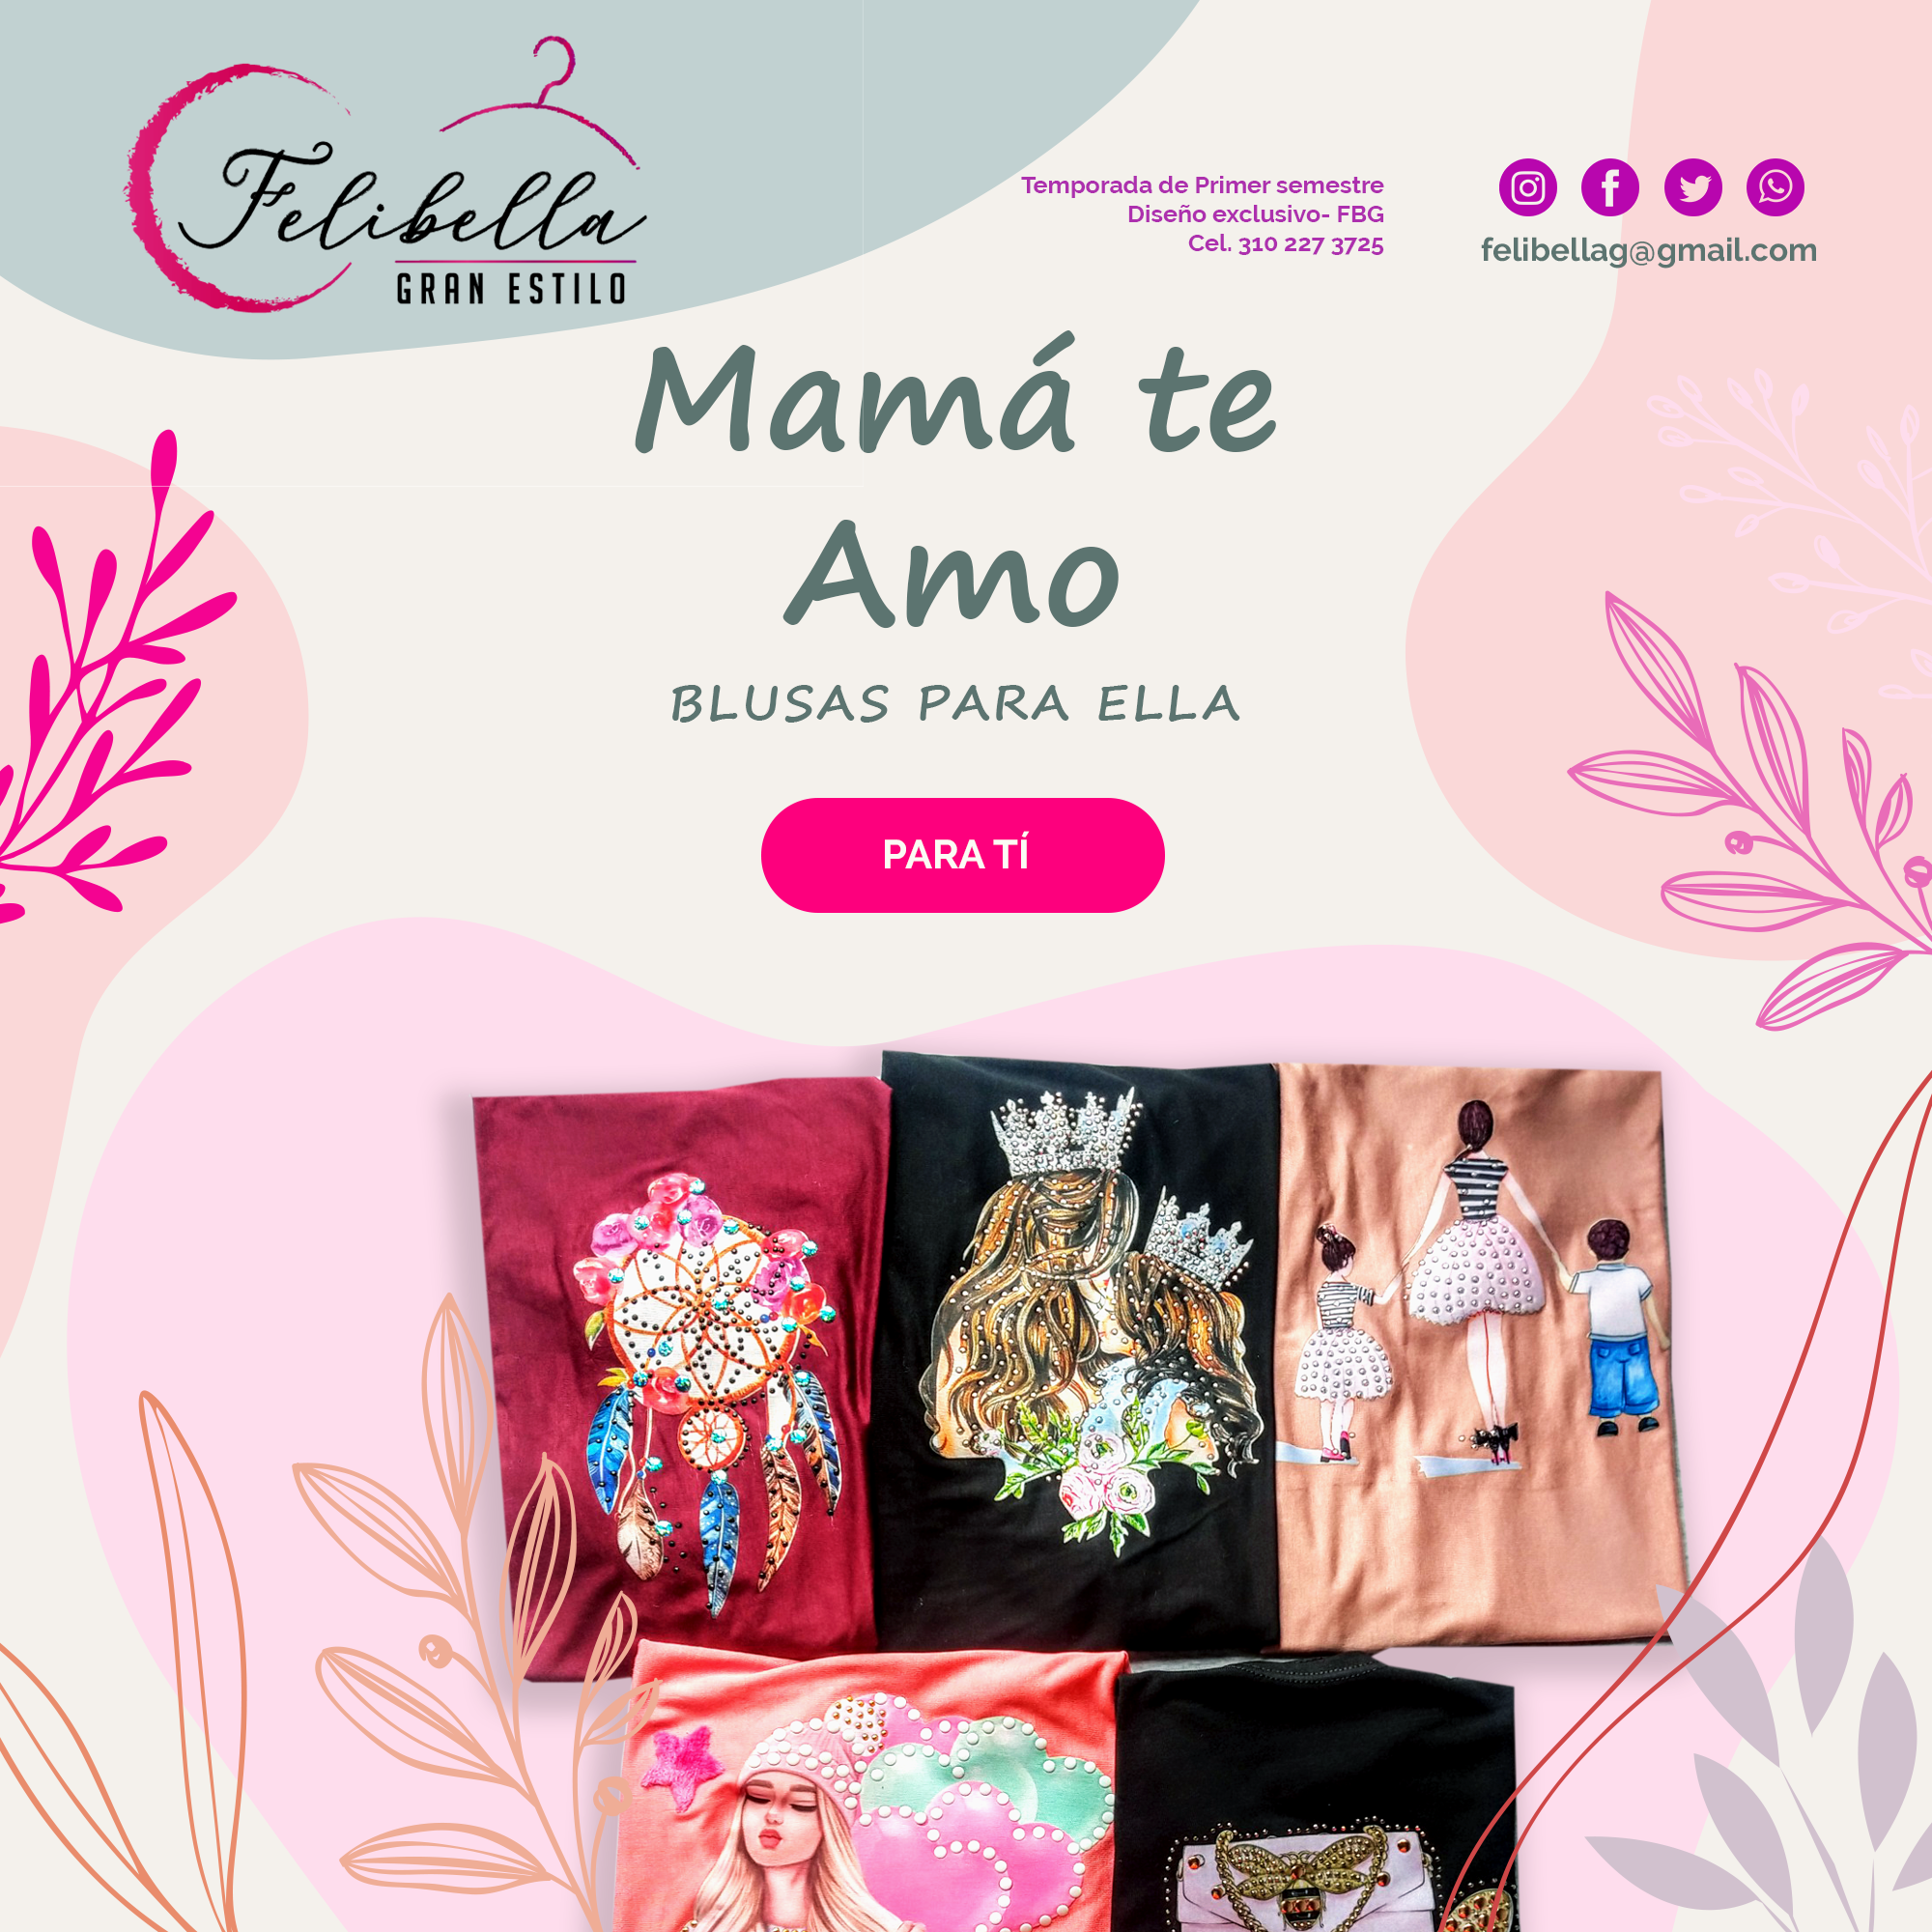 Felibella
GRAN ESTILO
Temporada de Primer semestre
Diseño exclusivo- FBG
Cel. 310 227 3725
felibellag@gmail.com
Mamá te
Amo
BLUSAS PARA ELLA
PARA TÍ